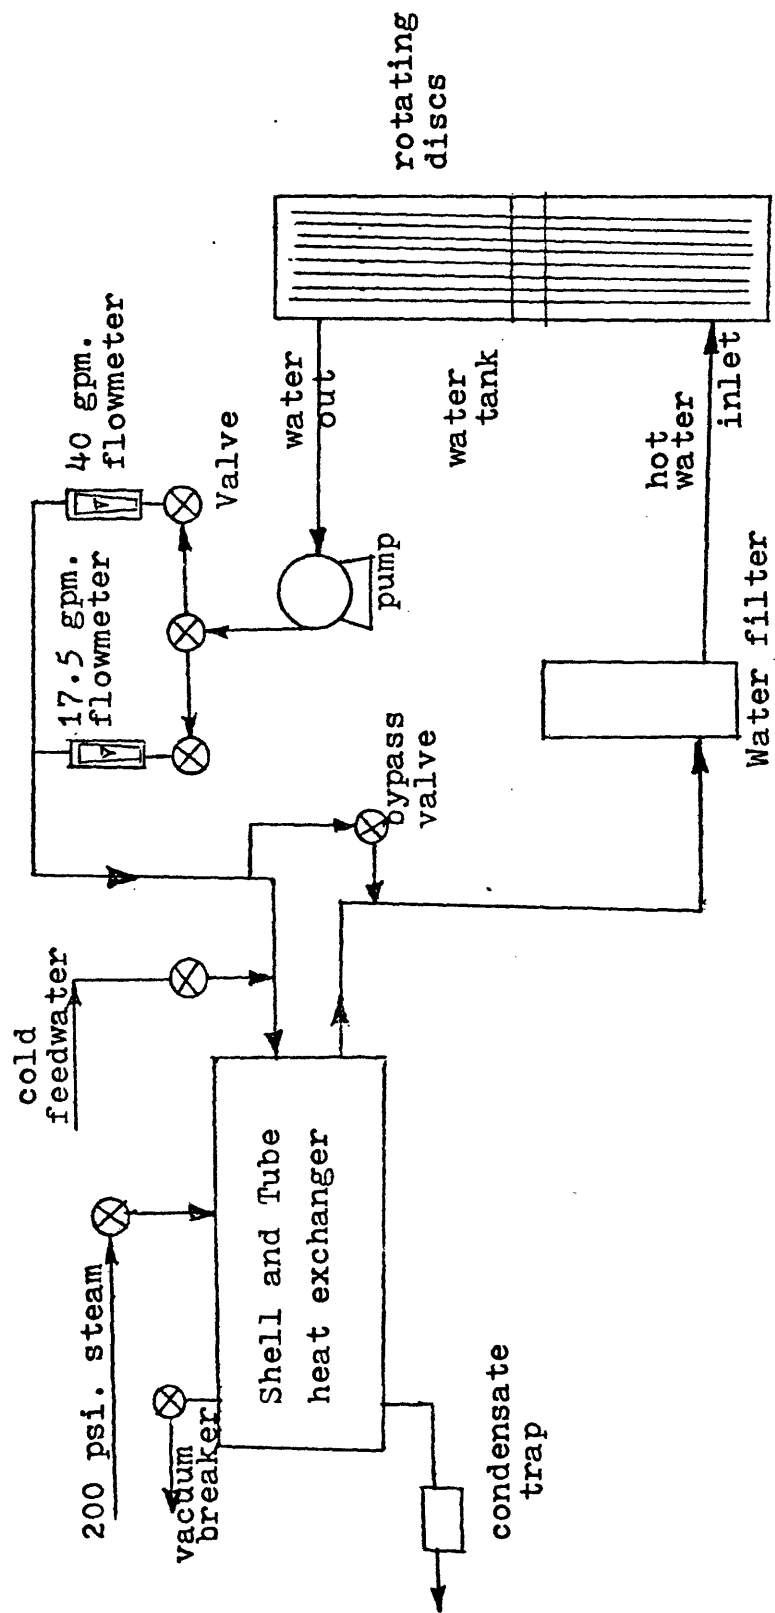 200 psi. steam
cold
feedwater
17.5 gpm.
flowmeter
40 gpm.
flowmeter
Valve
rotating
discs
vacuum
breaker
Shell and Tube
heat exchanger
bypass
valve
pump
water
out
water
tank
hot
water
inlet
condensate
trap
Water filter